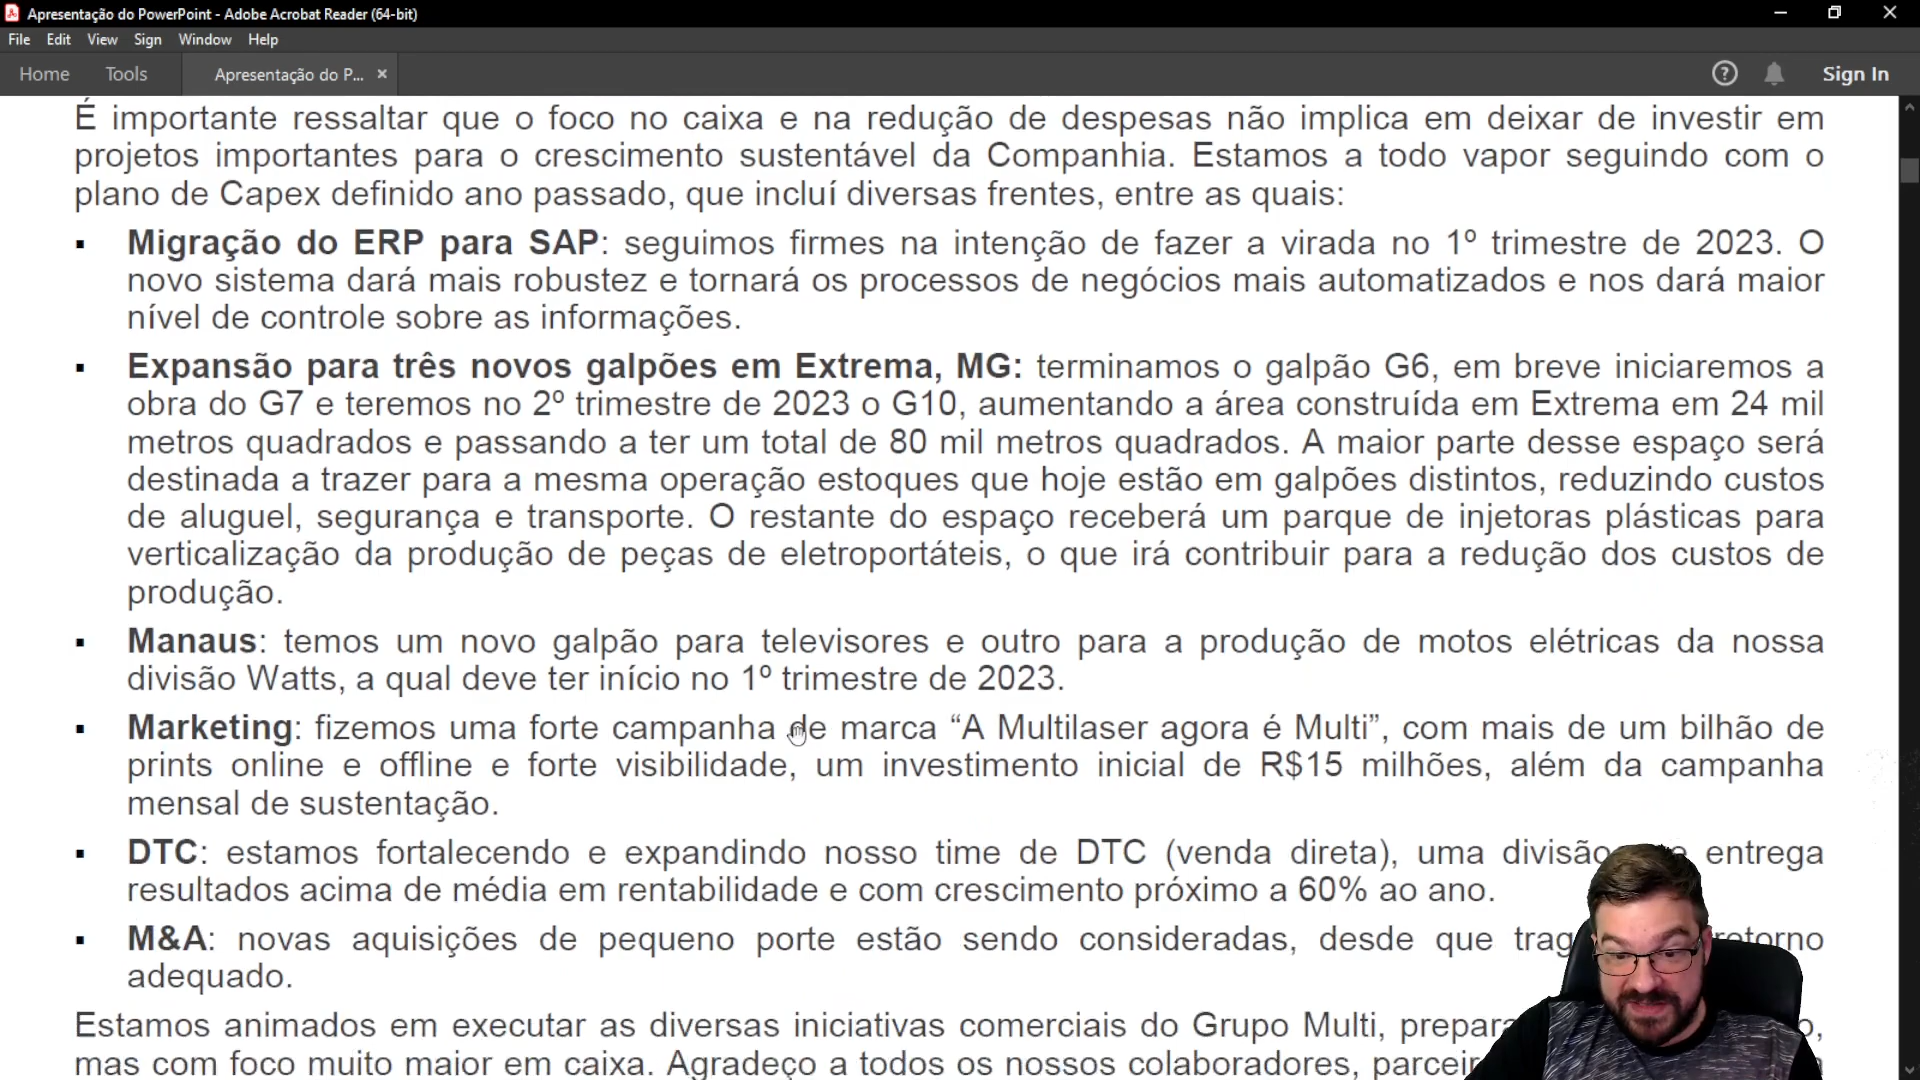 Apresentação do PowerPoint - Adobe Acrobat Reader (64-bit)
File Edit View Sign Window Help
Home Tools Apresentação do P... × Sign In
É importante ressaltar que o foco no caixa e na redução de despesas não implica em deixar de investir em
projetos importantes para o crescimento sustentável da Companhia. Estamos a todo vapor seguindo com o
plano de Capex definido ano passado, que incluí diversas frentes, entre as quais:
▪ Migração do ERP para SAP: seguimos firmes na intenção de fazer a virada no 1º trimestre de 2023. O
novo sistema dará mais robustez e tornará os processos de negócios mais automatizados e nos dará maior
nível de controle sobre as informações.
▪ Expansão para três novos galpões em Extrema, MG: terminamos o galpão G6, em breve iniciaremos a
obra do G7 e teremos no 2º trimestre de 2023 o G10, aumentando a área construída em Extrema em 24 mil
metros quadrados e passando a ter um total de 80 mil metros quadrados. A maior parte desse espaço será
destinada a trazer para a mesma operação estoques que hoje estão em galpões distintos, reduzindo custos
de aluguel, segurança e transporte. O restante do espaço receberá um parque de injetoras plásticas para
verticalização da produção de peças de eletroportáteis, o que irá contribuir para a redução dos custos de
produção.
▪ Manaus: temos um novo galpão para televisores e outro para a produção de motos elétricas da nossa
divisão Watts, a qual deve ter início no 1º trimestre de 2023.
▪ Marketing: fizemos uma forte campanha de marca “A Multilaser agora é Multi”, com mais de um bilhão de
prints online e offline e forte visibilidade, um investimento inicial de R$15 milhões, além da campanha
mensal de sustentação.
▪ DTC: estamos fortalecendo e expandindo nosso time de DTC (venda direta), uma divisão entrega
resultados acima de média em rentabilidade e com crescimento próximo a 60% ao ano.
▪ M&A: novas aquisições de pequeno porte estão sendo consideradas, desde que retorno
adequado.
Estamos animados em executar as diversas iniciativas comerciais do Grupo Multi,
mas com foco muito maior em caixa. Agradeço a todos os nossos colaboradores,